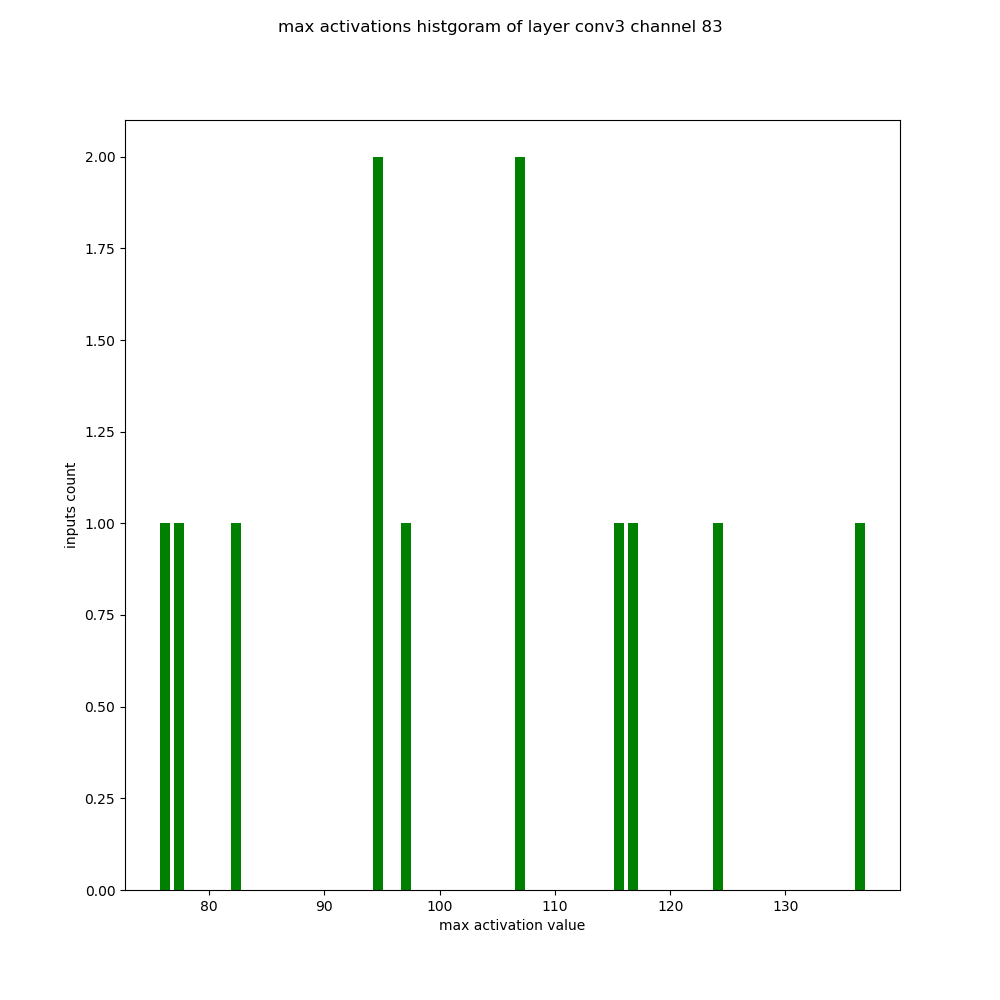 max activations histgoram of layer conv3 channel 83
2.00
1.75
1.50
1.25
1.00
0.75
0.50
0.25
0.00
inputs count
80 90 100 110 120 130
max activation value